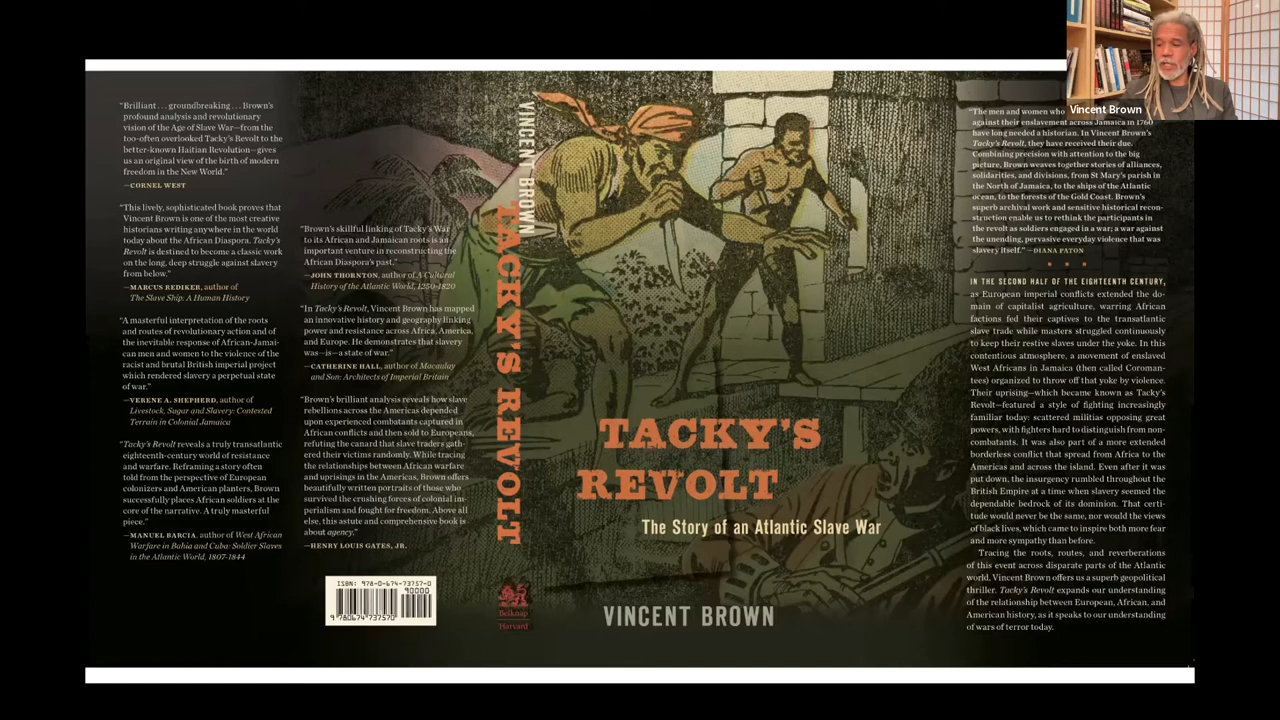 "Brilliant . . . groundbreaking . . . Brown's
profound analysis and revolutionary
vision of the Age of Slave War—from the
too-often overlooked Tacky's Revolt to the
better-known Haitian Revolution—gives
us an original view of the birth of modern
freedom in the New World."
—CORNEL WEST
"This lively, sophisticated book proves that
Vincent Brown is one of the most creative
historians writing anywhere in the world
today about the African Diaspora. Tacky's
Revolt is destined to become a classic work
on the long, deep struggle against slavery
from below."
—MARCUS REDIKER, author of
The Slave Ship: A Human History
"A masterful interpretation of the roots
and routes of revolutionary action and of
the inevitable response of African-Jamai-
can men and women to the violence of the
racist and brutal British imperial project
which rendered slavery a perpetual state
of war."
—VERENE A. SHEPHERD, author of
Livestock, Sugar and Slavery: Contested
Terrain in Colonial Jamaica
"Tacky's Revolt reveals a truly transatlantic
eighteenth-century world of resistance
and warfare. Reframing a story often
told from the perspective of European
colonizers and American planters, Brown
successfully places African soldiers at the
core of the narrative. A truly masterful
piece."
—MANUEL BARCIA, author of West African
Warfare in Bahia and Cuba: Soldier Slaves
in the Atlantic World, 1807-1844
"Brown's skillful linking of Tacky's War
to its African and Jamaican roots is an
important venture in reconstructing the
African Diaspora's past."
—JOHN THORNTON, author of A Cultural
History of the Atlantic World, 1250-1820
"In Tacky's Revolt, Vincent Brown has mapped
an innovative history and geography linking
power and resistance across Africa, America,
and Europe. He demonstrates that slavery
was—is—a state of war."
—CATHERINE HALL, author of Macaulay
and Son: Architects of Imperial Britain
"Brown's brilliant analysis reveals how slave
rebellions across the Americas depended
upon experienced combatants captured in
African conflicts and then sold to Europeans,
refuting the canard that slave traders gath-
ered their victims randomly. While tracing
the relationships between African warfare
and uprisings in the Americas, Brown offers
beautifully written portraits of those who
survived the crushing forces of colonial im-
perialism and fought for freedom. Above all
else, this astute and comprehensive book is
about agency."
—HENRY LOUIS GATES, JR.
ISBN: 978-0-674-73757-0
90000
9 780674 737570
VINCENT BROWN
TACKY'S REVOLT
Belknap
Harvard
TACKY'S
REVOLT
The Story of an Atlantic Slave War
VINCENT BROWN
"The men and women who
against their enslavement across Jamaica in 1760
have long needed a historian. In Vincent Brown's
Tacky's Revolt, they have received their due.
Combining precision with attention to the big
picture, Brown weaves together stories of alliances,
solidarities, and divisions, from St Mary's parish in
the North of Jamaica, to the ships of the Atlantic
ocean, to the forests of the Gold Coast. Brown's
superb archival work and sensitive historical recon-
struction enable us to rethink the participants in
the revolt as soldiers engaged in a war; a war against
the unending, pervasive everyday violence that was
slavery itself." —DIANA PATON
IN THE SECOND HALF OF THE EIGHTEENTH CENTURY,
as European imperial conflicts extended the do-
main of capitalist agriculture, warring African
factions fed their captives to the transatlantic
slave trade while masters struggled continuously
to keep their restive slaves under the yoke. In this
contentious atmosphere, a movement of enslaved
West Africans in Jamaica (then called Coroman-
tees) organized to throw off that yoke by violence.
Their uprising—which became known as Tacky's
Revolt—featured a style of fighting increasingly
familiar today: scattered militias opposing great
powers, with fighters hard to distinguish from non-
combatants. It was also part of a more extended
borderless conflict that spread from Africa to the
Americas and across the island. Even after it was
put down, the insurgency rumbled throughout the
British Empire at a time when slavery seemed the
dependable bedrock of its dominion. That certi-
tude would never be the same, nor would the views
of black lives, which came to inspire both more fear
and more sympathy than before.
Tracing the roots, routes, and reverberations
of this event across disparate parts of the Atlantic
world, Vincent Brown offers us a superb geopolitical
thriller. Tacky's Revolt expands our understanding
of the relationship between European, African, and
American history, as it speaks to our understanding
of wars of terror today.
Vincent Brown